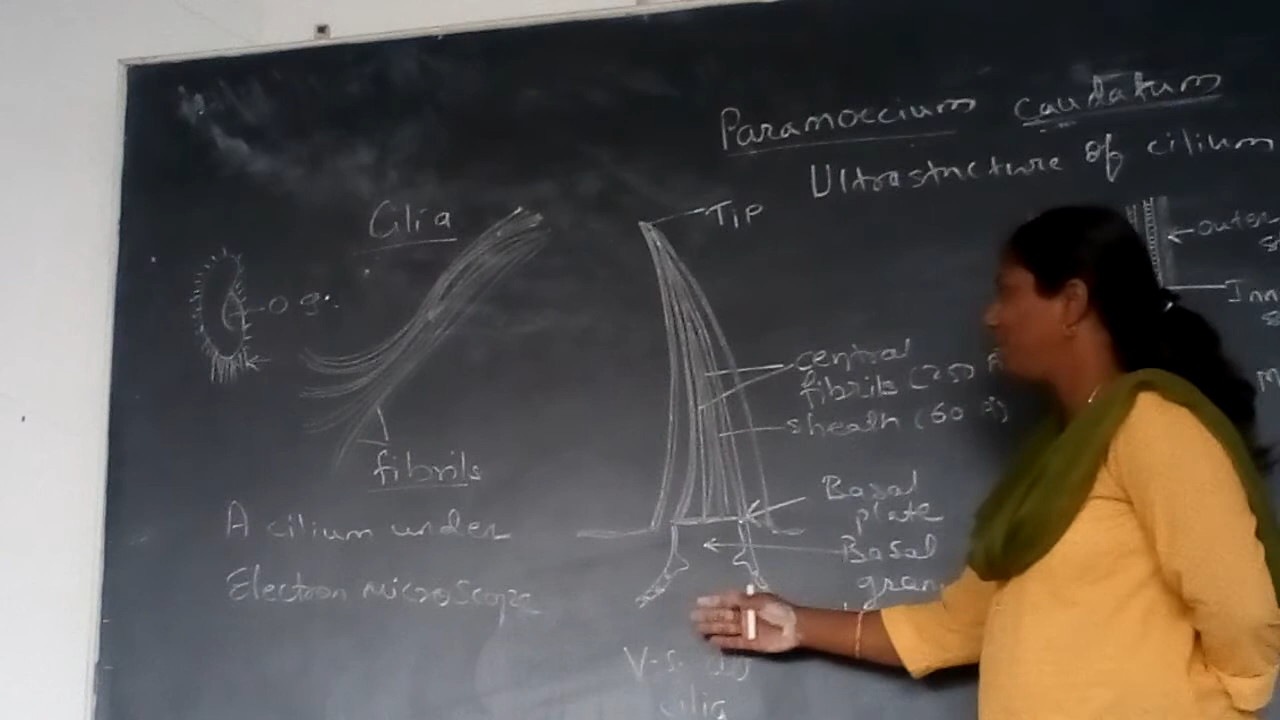 Paramoecium caudatum
Ultrastructure of cilium
Cilia
Tip
outer
Inn
o.g.
central
fibrils (250 A
sheath (60 A°)
fibrils
Basal
plate
A cilium under
Basal
gran
Electron microscope
V-S. of
cilia